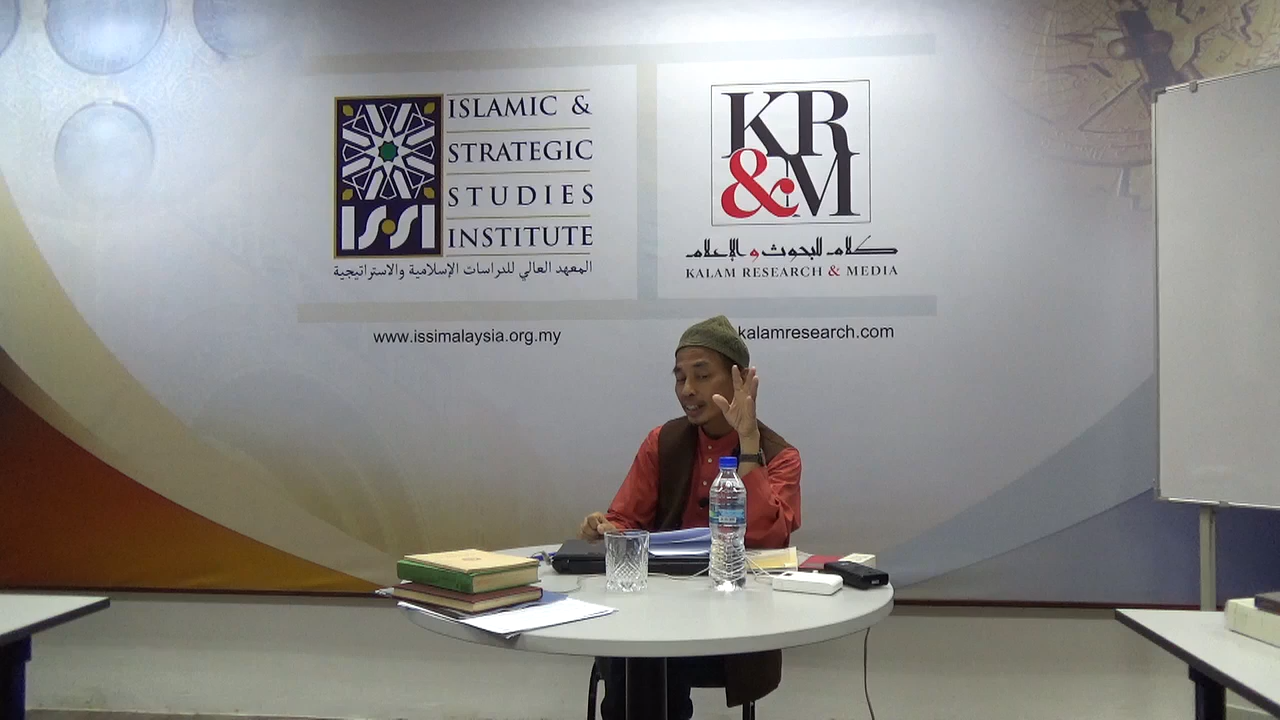 ISLAMIC &
STRATEGIC
STUDIES
INSTITUTE
ISSI
المعهد العالي للدراسات الإسلامية والاستراتيجية
www.issimalaysia.org.my
KR
&M
كلام للبحوث والإعلام
KALAM RESEARCH & MEDIA
kalamresearch.com